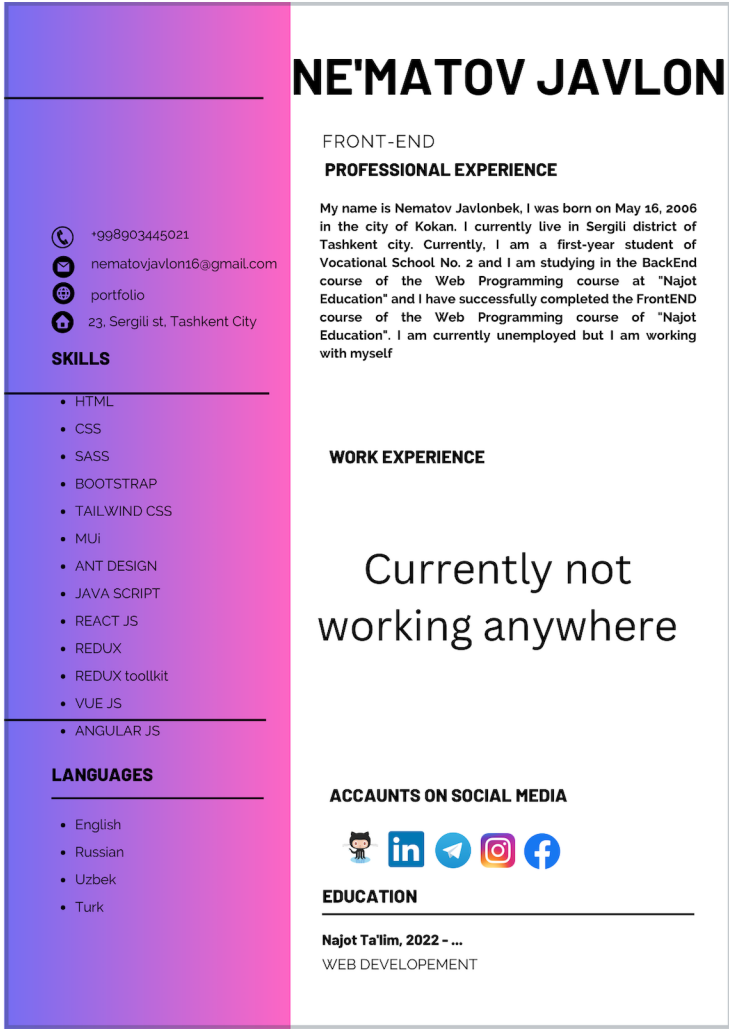 NE'MATOV JAVLON
FRONT-END
PROFESSIONAL EXPERIENCE
My name is Nematov Javlonbek, I was born on May 16, 2006
in the city of Kokan. I currently live in Sergili district of
Tashkent city. Currently, I am a first-year student of
Vocational School No. 2 and I am studying in the BackEnd
course of the Web Programming course at "Najot
Education" and I have successfully completed the FrontEND
course of the Web Programming course of "Najot
Education". I am currently unemployed but I am working
with myself
+998903445021
nematovjavlon16@gmail.com
portfolio
23, Sergili st, Tashkent City
SKILLS
HTML
CSS
SASS
BOOTSTRAP
TAILWIND CSS
MUi
ANT DESIGN
JAVA SCRIPT
REACT JS
REDUX
REDUX toollkit
VUE JS
ANGULAR JS
LANGUAGES
English
Russian
Uzbek
Turk
WORK EXPERIENCE
Currently not
working anywhere
ACCAUNTS ON SOCIAL MEDIA
in
EDUCATION
Najot Ta'lim, 2022 - ...
WEB DEVELOPEMENT